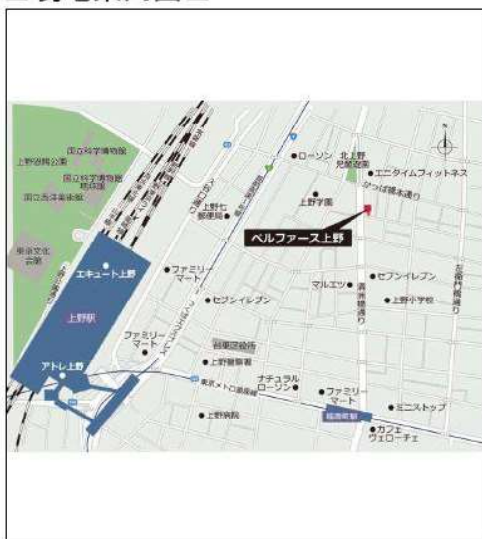 国立科学博物館
上野恩賜公園
国立科学博物館
地球館
国立西洋美術館
東京文化
会館
エキュート上野
上野駅
アトレ上野
上野七
郵便局
ファミリー
マート
セブンイレブン
ファミリー
マート
台東区役所
上野警察署
東京メトロ銀座線
ナチュラル
ローソン
上野病院
ローソン
北上野
児童遊園
エニタイムフィットネス
かっぱ橋本通り
上野学園
ベルファース上野
セブンイレブン
マルエツ
上野小学校
清洲橋通り
左衛門橋通り
ファミリー
マート
ミニストップ
稲荷町駅
カフェ
ヴェローチェ